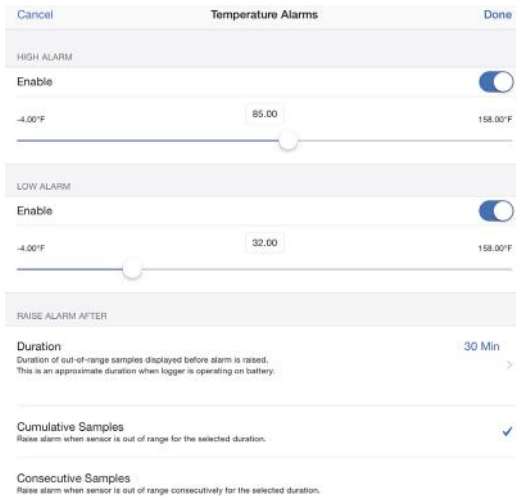 Cancel Temperature Alarms Done
HIGH ALARM
Enable
-4.00°F 85.00 158.00°F
LOW ALARM
Enable
-4.00°F 32.00 158.00°F
RAISE ALARM AFTER
Duration 30 Min
Duration of out-of-range samples displayed before alarm is raised.
This is an approximate duration when logger is operating on battery.
Cumulative Samples
Raise alarm when sensor is out of range for the selected duration.
Consecutive Samples
Raise alarm when sensor is out of range consecutively for the selected duration.